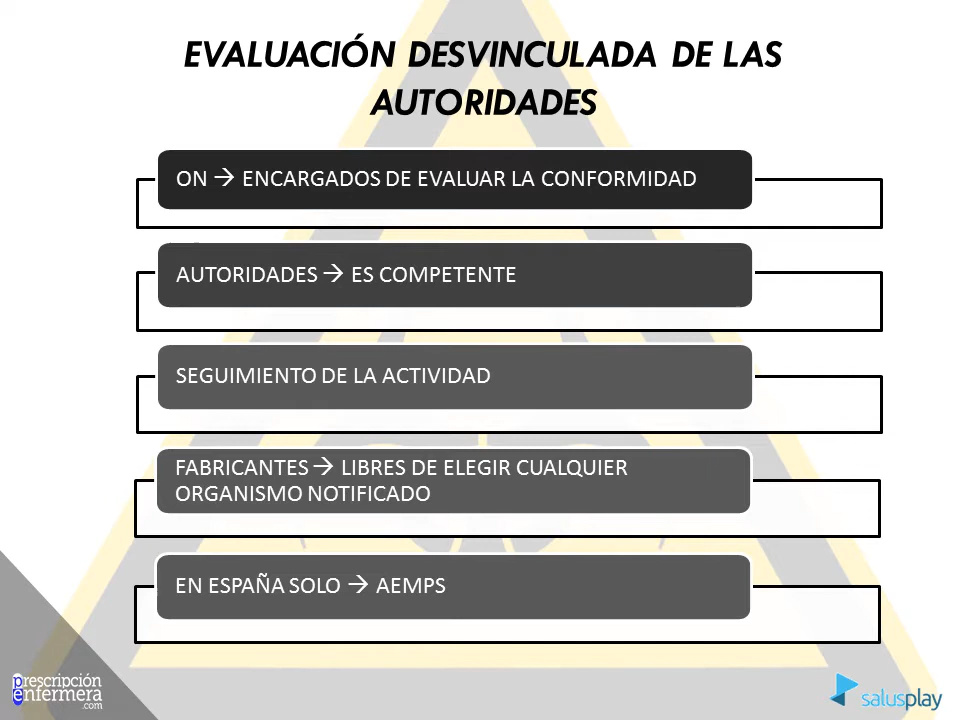 EVALUACIÓN DESVINCULADA DE LAS
AUTORIDADES
ON → ENCARGADOS DE EVALUAR LA CONFORMIDAD
AUTORIDADES → ES COMPETENTE
SEGUIMIENTO DE LA ACTIVIDAD
FABRICANTES → LIBRES DE ELEGIR CUALQUIER
ORGANISMO NOTIFICADO
EN ESPAÑA SOLO → AEMPS
prescripción
enfermera
.com
salusplay